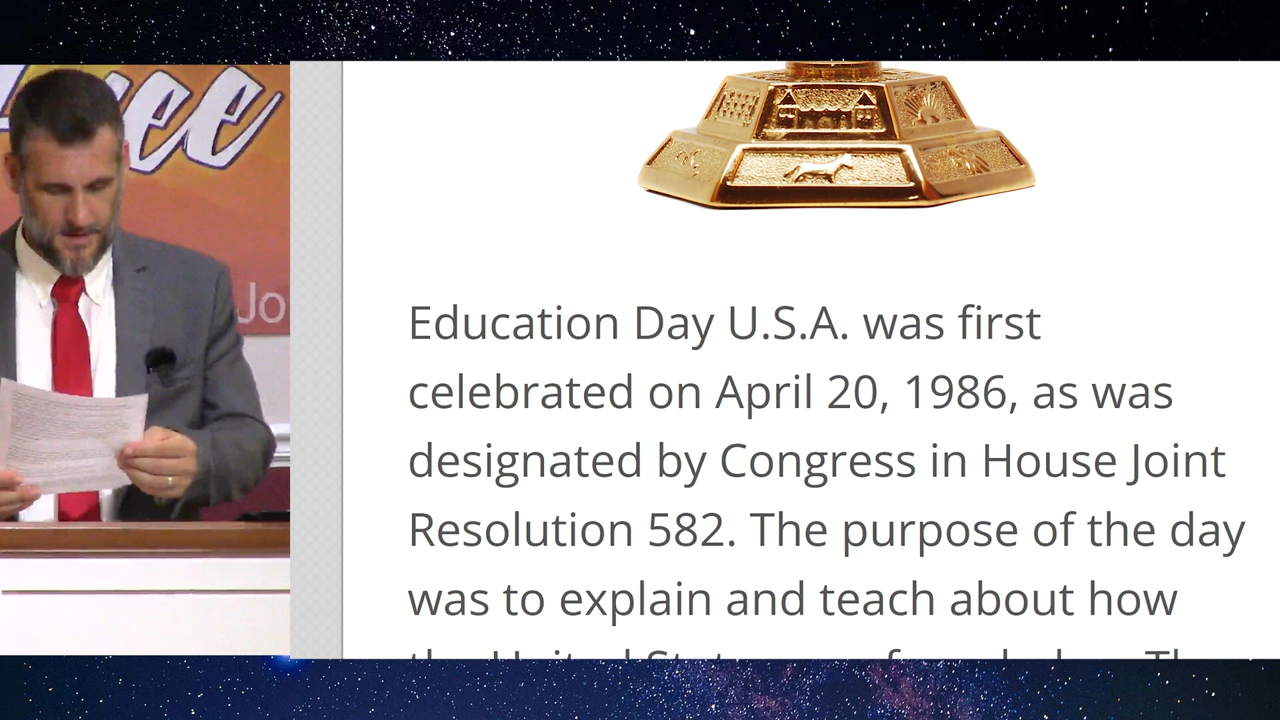 Jo
Education Day U.S.A. was first
celebrated on April 20, 1986, as was
designated by Congress in House Joint
Resolution 582. The purpose of the day
was to explain and teach about how